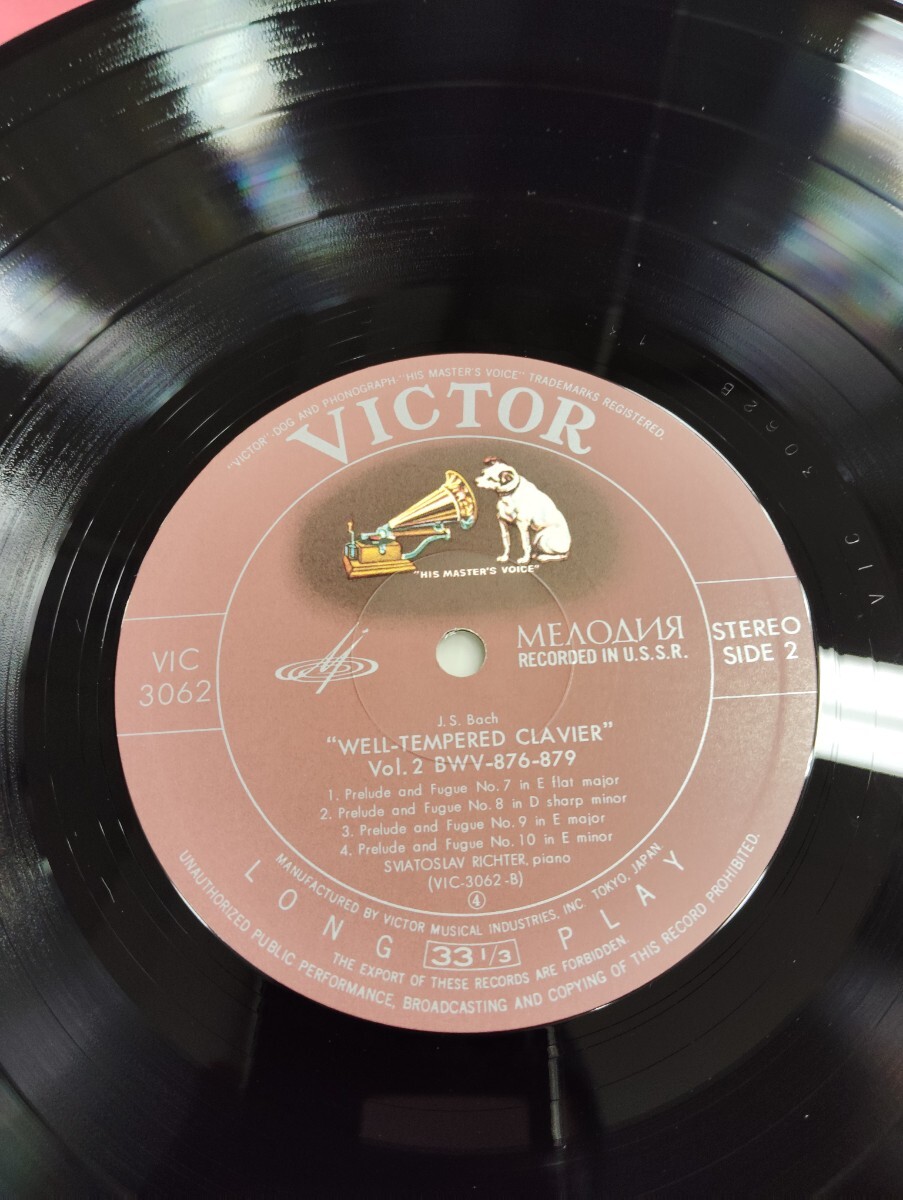 "VICTOR"-DOG AND PHONOGRAPH "HIS MASTER'S VOICE" TRADEMARKS REGISTERED.
VICTOR
"HIS MASTER'S VOICE"
VIC
3062
МЕЛОДИЯ
RECORDED IN U.S.S.R.
STEREO
SIDE 2
J.S. Bach
"WELL-TEMPERED CLAVIER"
Vol. 2 BWV-876-879
1. Prelude and Fugue No. 7 in E flat major
2. Prelude and Fugue No. 8 in D sharp minor
3. Prelude and Fugue No. 9 in E major
4. Prelude and Fugue No. 10 in E minor
SVIATOSLAV RICHTER, piano
(VIC-3062-B)
④
MANUFACTURED BY VICTOR MUSICAL INDUSTRIES, INC. TOKYO, JAPAN.
LONG PLAY
33 1/3
THE EXPORT OF THESE RECORDS ARE FORBIDDEN.
UNAUTHORIZED PUBLIC PERFORMANCE, BROADCASTING AND COPYING OF THIS RECORD PROHIBITED.
VIC 3062B 1